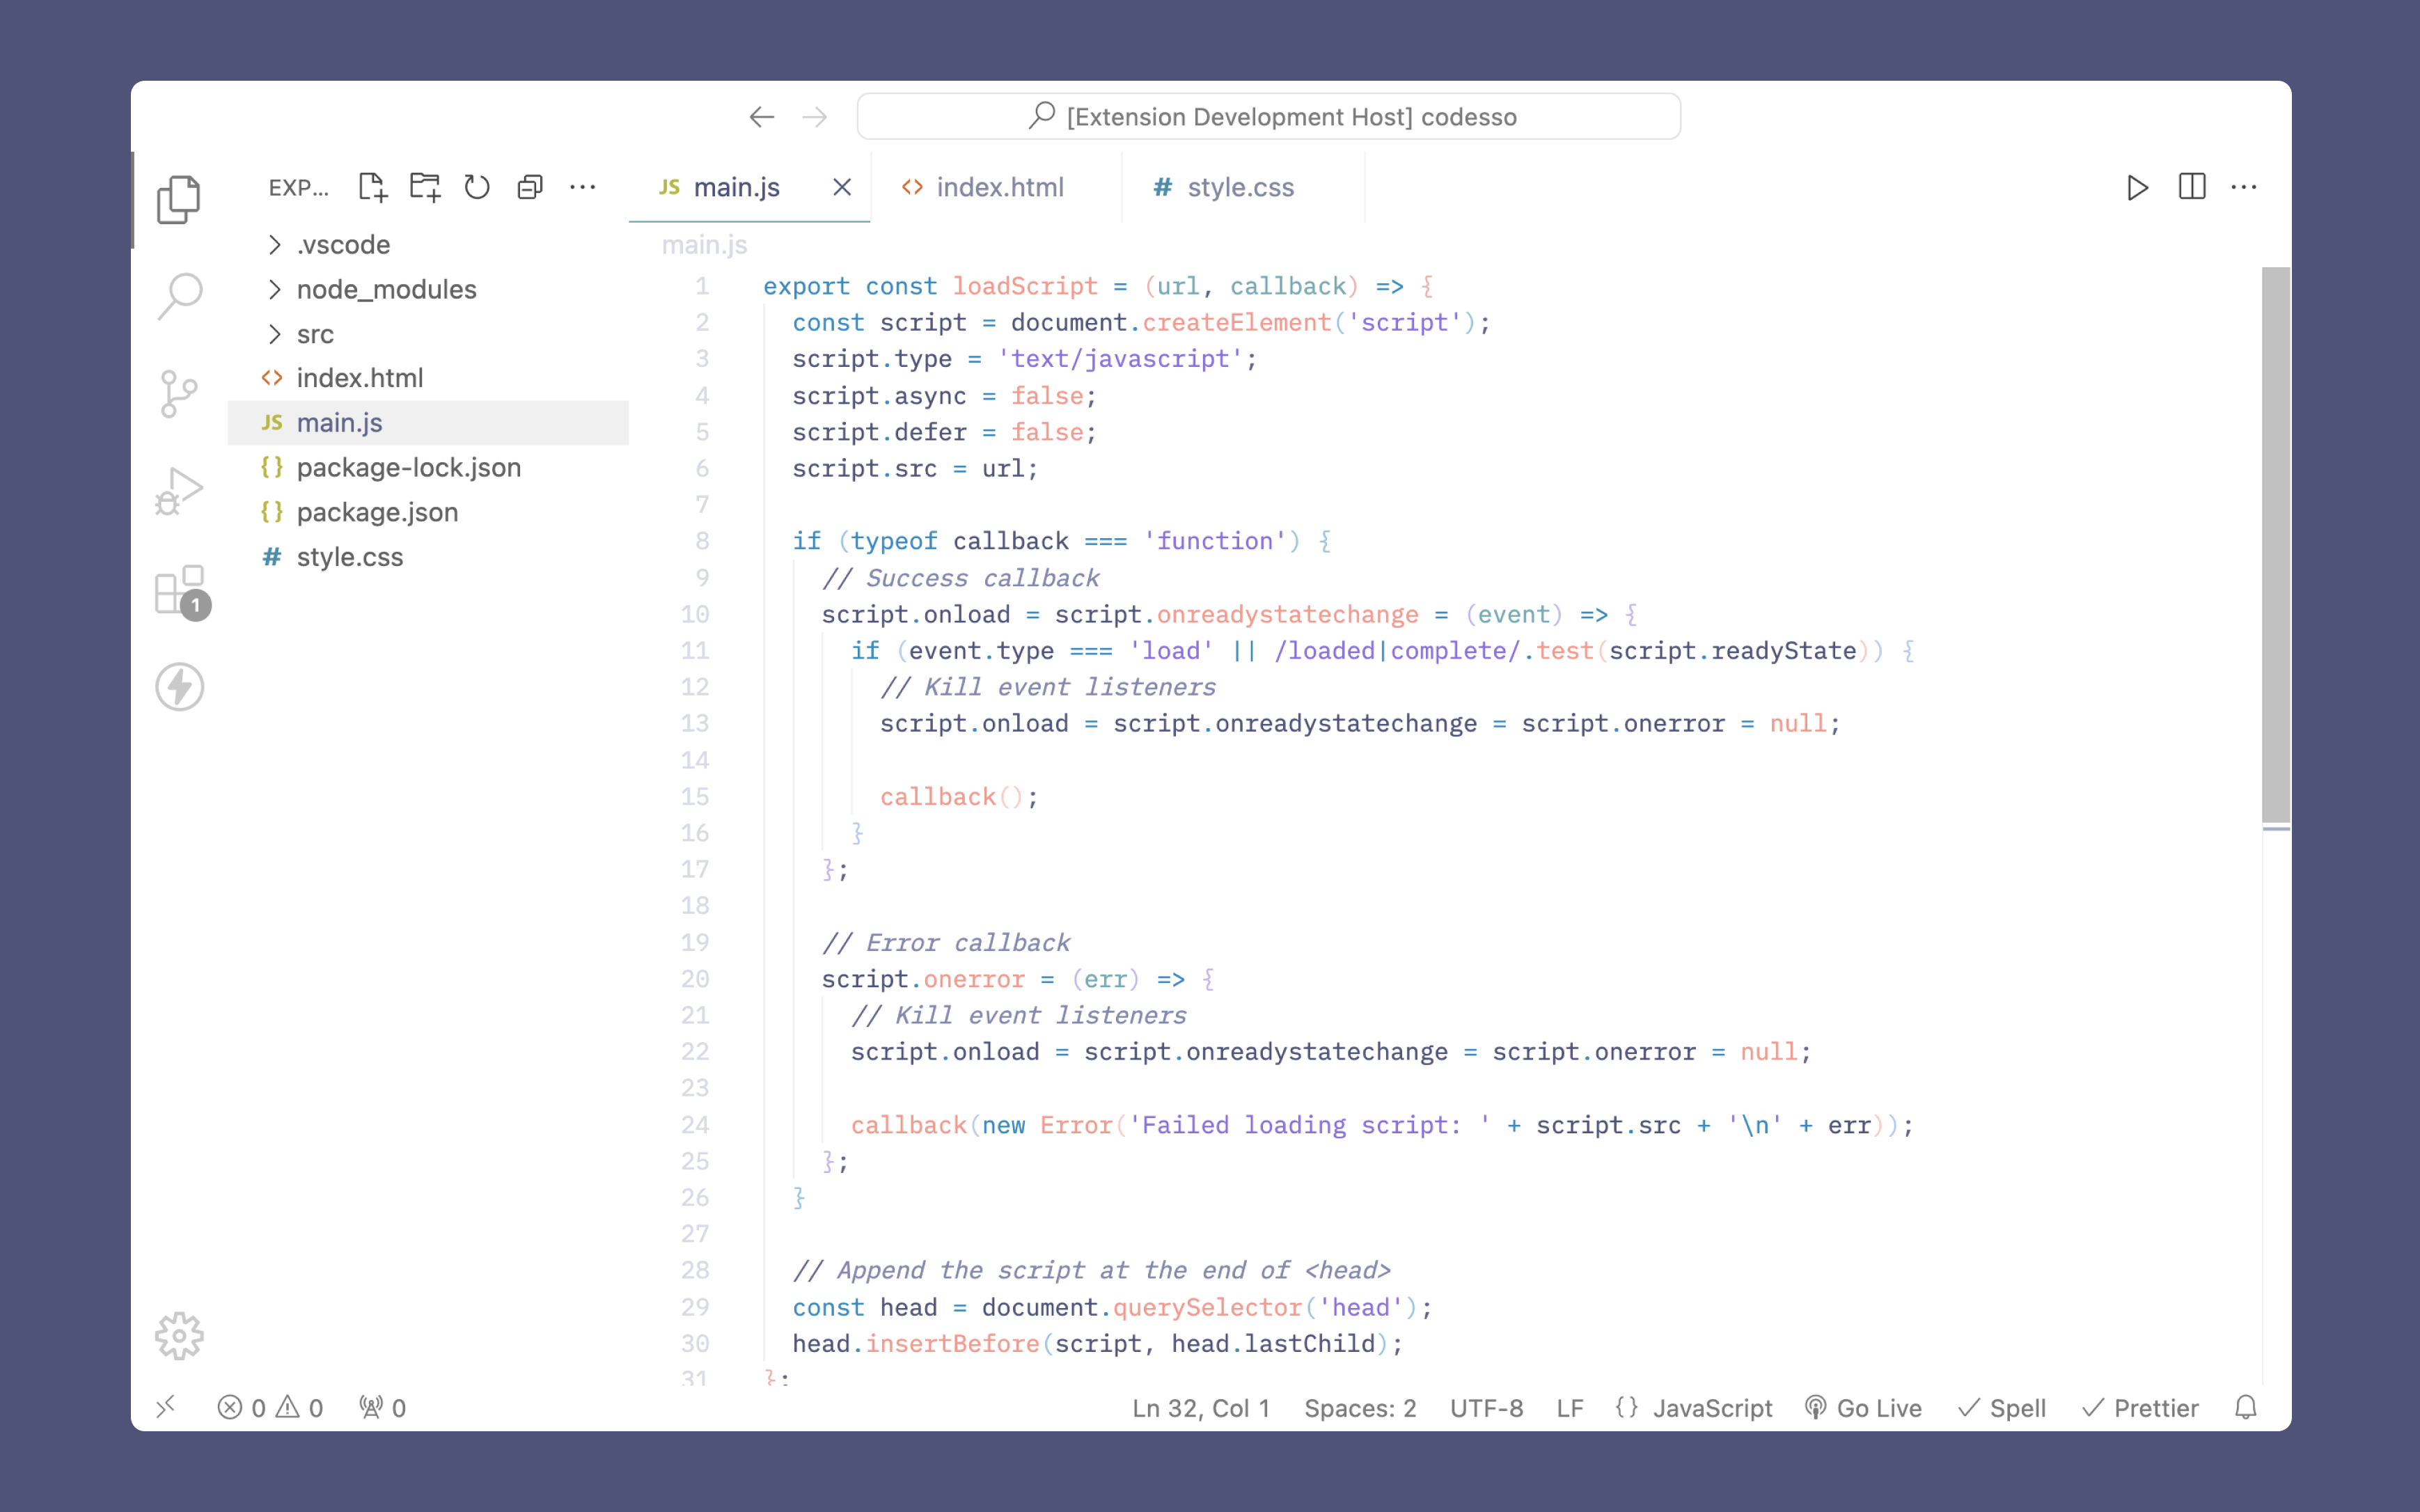 [Extension Development Host] codesso
EXP...
JS main.js
<> index.html
# style.css
.vscode
node_modules
src
<> index.html
JS main.js
{} package-lock.json
{} package.json
# style.css
1
main.js
1 export const loadScript = (url, callback) => {
2 const script = document.createElement('script');
3 script.type = 'text/javascript';
4 script.async = false;
5 script.defer = false;
6 script.src = url;
7
8 if (typeof callback === 'function') {
9 // Success callback
10 script.onload = script.onreadystatechange = (event) => {
11 if (event.type === 'load' || /loaded|complete/.test(script.readyState)) {
12 // Kill event listeners
13 script.onload = script.onreadystatechange = script.onerror = null;
14
15 callback();
16 }
17 };
18
19 // Error callback
20 script.onerror = (err) => {
21 // Kill event listeners
22 script.onload = script.onreadystatechange = script.onerror = null;
23
24 callback(new Error('Failed loading script: ' + script.src + '\n' + err));
25 };
26 }
27
28 // Append the script at the end of <head>
29 const head = document.querySelector('head');
30 head.insertBefore(script, head.lastChild);
31 };
0 0 0 Ln 32, Col 1 Spaces: 2 UTF-8 LF {} JavaScript Go Live Spell Prettier